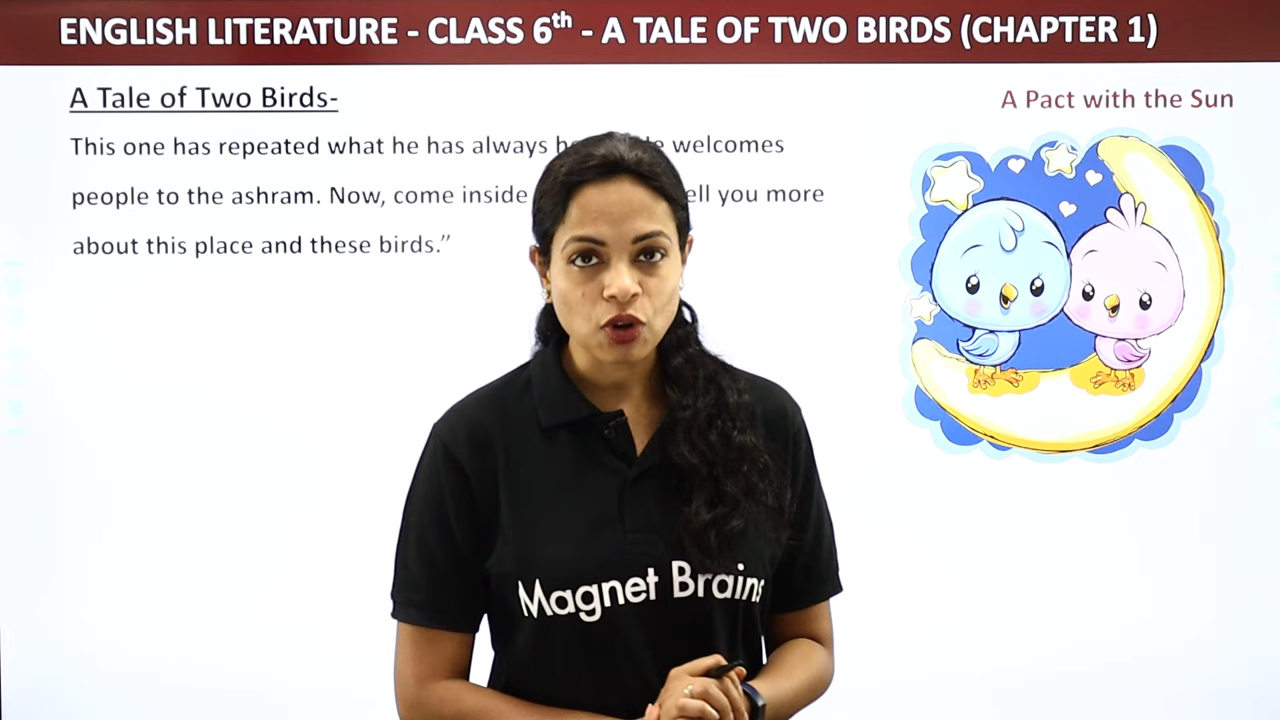 ENGLISH LITERATURE - CLASS 6th - A TALE OF TWO BIRDS (CHAPTER 1)
A Tale of Two Birds-
A Pact with the Sun
This one has repeated what he has always welcomes
people to the ashram. Now, come inside you more
about this place and these birds.”
Magnet Brains